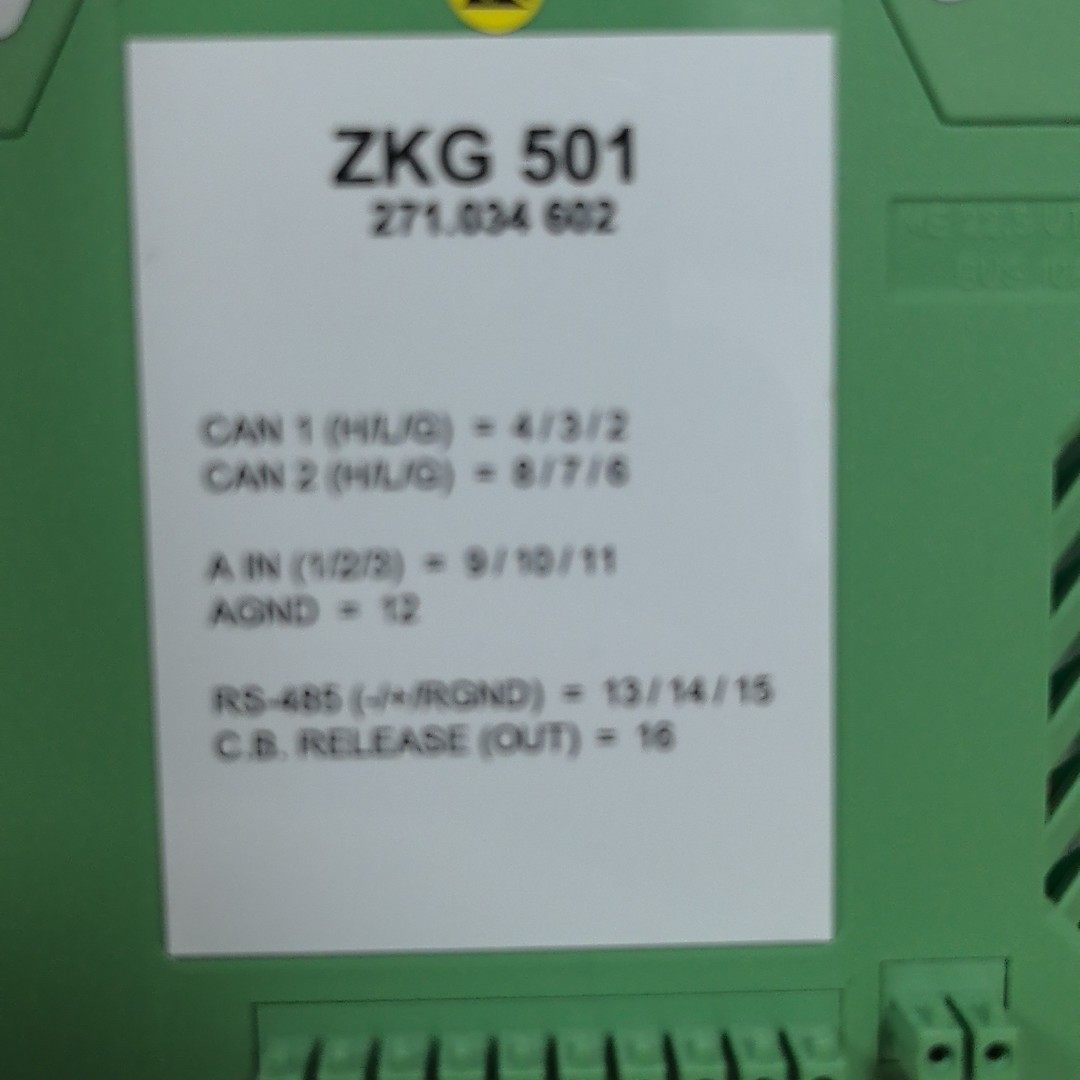 ZKG 501
271.034 602
CAN 1 (H/L/G) = 4 / 3 / 2
CAN 2 (H/L/G) = 8 / 7 / 6
A IN (1/2/3) = 9 / 10 / 11
AGND = 12
RS-485 (-/+/RGND) = 13 / 14 / 15
C.B. RELEASE (OUT) = 16